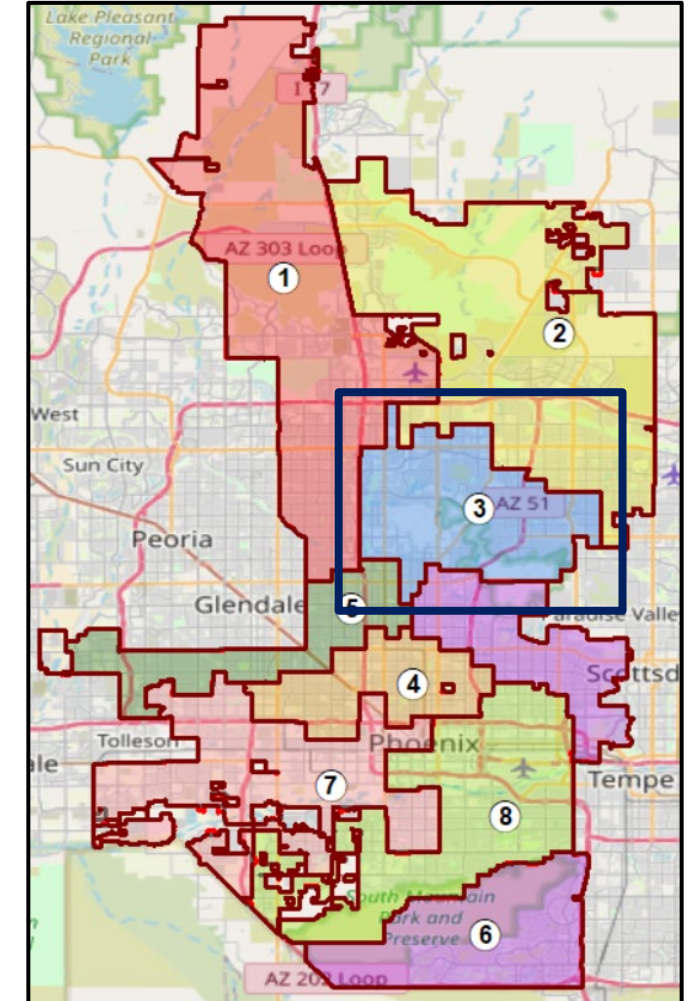 Lake Pleasant
Regional
Park
I 17
AZ 303 Loop
1
2
West
Sun City
3
AZ 51
Peoria
Glendale
5
Paradise Valley
4
Scottsd
Phoenix
Tolleson
ale
7
Tempe
8
South Mountain
Park and
Preserve
6
AZ 202 Loop